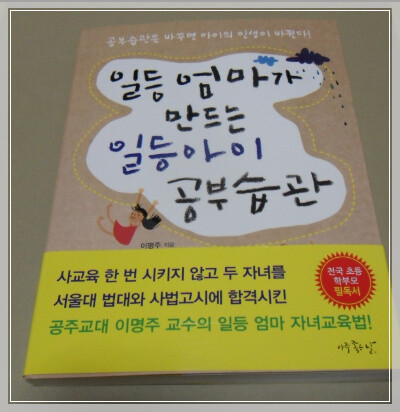 공부습관을 바꾸면 아이의 인생이 바뀐다!
일등 엄마가
만드는
일등아이
공부습관
이명주 지음
사교육 한 번 시키지 않고 두 자녀를
서울대 법대와 사법고시에 합격시킨
공주교대 이명주 교수의 일등 엄마 자녀교육법!
전국 초등
학부모
필독서
아주 좋은 날